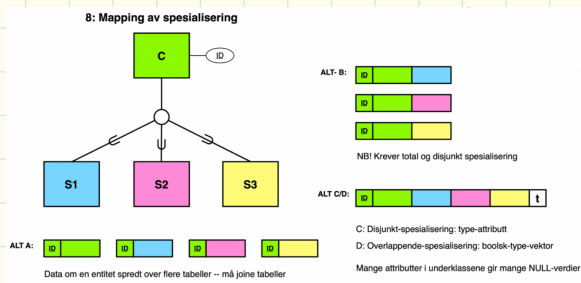 8: Mapping av spesialisering
C
ID
S1
S2
S3
ALT A:
ID
ID
ID
ID
Data om en entitet spredt over flere tabeller -- må joine tabeller
ALT- B:
ID
ID
ID
NB! Krever total og disjunkt spesialisering
ALT C/D:
ID
t
C: Disjunkt-spesialisering: type-attributt
D: Overlappende-spesialisering: boolsk-type-vektor
Mange attributter i underklassene gir mange NULL-verdier